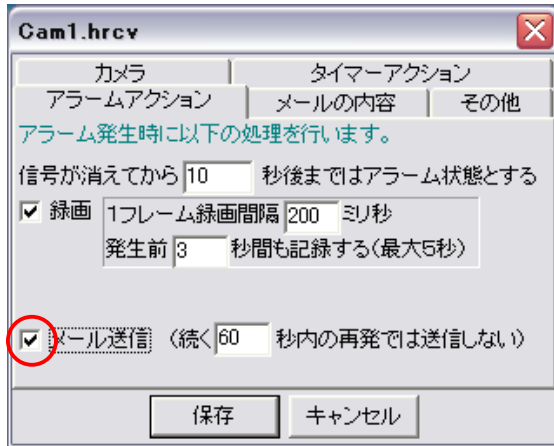 Cam1.hrcv
カメラ タイマーアクション
アラームアクション メールの内容 その他
アラーム発生時に以下の処理を行います。
信号が消えてから 10 秒後まではアラーム状態とする
録画 1フレーム録画間隔 200 ミリ秒
発生前 3 秒間も記録する(最大5秒)
メール送信 (続く 60 秒内の再発では送信しない)
保存 キャンセル